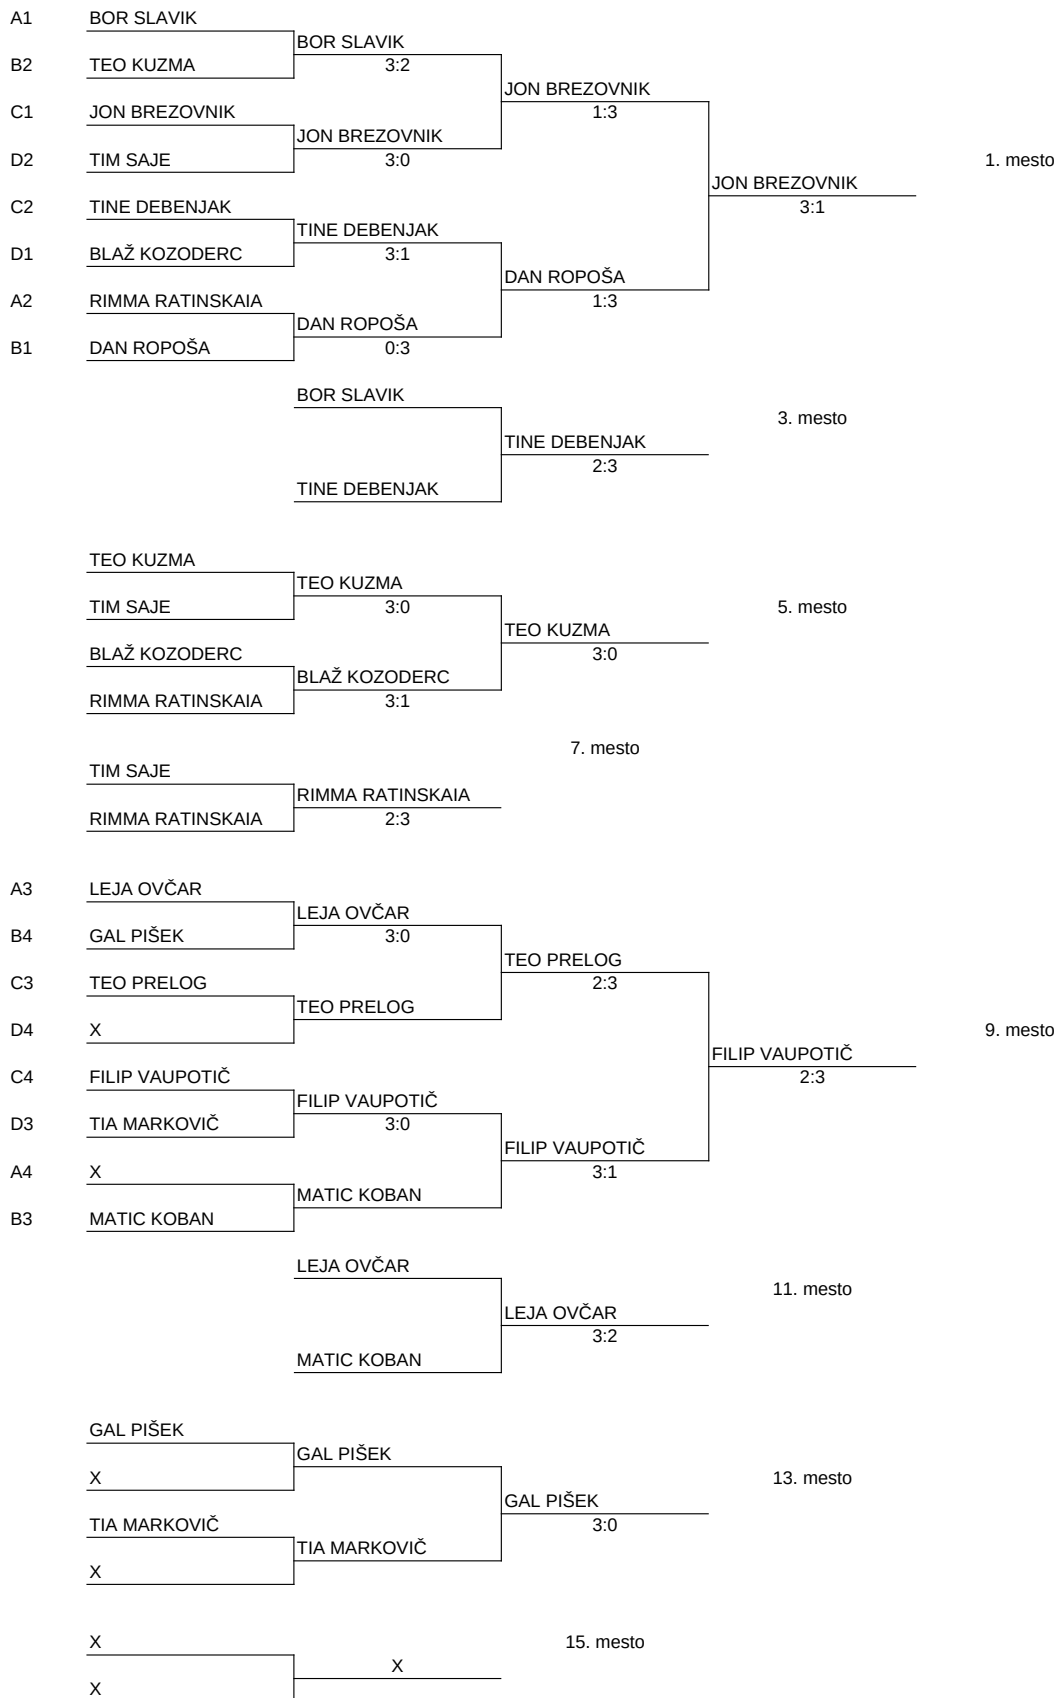 A1 BOR SLAVIK
BOR SLAVIK
B2 TEO KUZMA 3:2
JON BREZOVNIK
C1 JON BREZOVNIK 1:3
JON BREZOVNIK
D2 TIM SAJE 3:0 1. mesto
JON BREZOVNIK
C2 TINE DEBENJAK 3:1
TINE DEBENJAK
D1 BLAŽ KOZODERC 3:1
DAN ROPOŠA
A2 RIMMA RATINSKAIA 1:3
DAN ROPOŠA
B1 DAN ROPOŠA 0:3
BOR SLAVIK
3. mesto
TINE DEBENJAK
2:3
TINE DEBENJAK
TEO KUZMA
TEO KUZMA
TIM SAJE 3:0 5. mesto
TEO KUZMA
BLAŽ KOZODERC 3:0
BLAŽ KOZODERC
RIMMA RATINSKAIA 3:1
7. mesto
TIM SAJE
RIMMA RATINSKAIA
RIMMA RATINSKAIA 2:3
A3 LEJA OVČAR
LEJA OVČAR
B4 GAL PIŠEK 3:0
TEO PRELOG
C3 TEO PRELOG 2:3
TEO PRELOG
D4 X 9. mesto
FILIP VAUPOTIČ
C4 FILIP VAUPOTIČ 2:3
FILIP VAUPOTIČ
D3 TIA MARKOVIČ 3:0
FILIP VAUPOTIČ
A4 X 3:1
MATIC KOBAN
B3 MATIC KOBAN
LEJA OVČAR
11. mesto
LEJA OVČAR
3:2
MATIC KOBAN
GAL PIŠEK
GAL PIŠEK
X 13. mesto
GAL PIŠEK
TIA MARKOVIČ 3:0
TIA MARKOVIČ
X
X 15. mesto
X
X